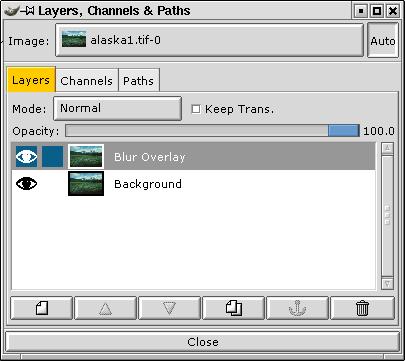 Layers, Channels & Paths
Image: alaska1.tif-0 Auto
Layers Channels Paths
Mode: Normal Keep Trans.
Opacity: 100.0
Blur Overlay
Background
Close